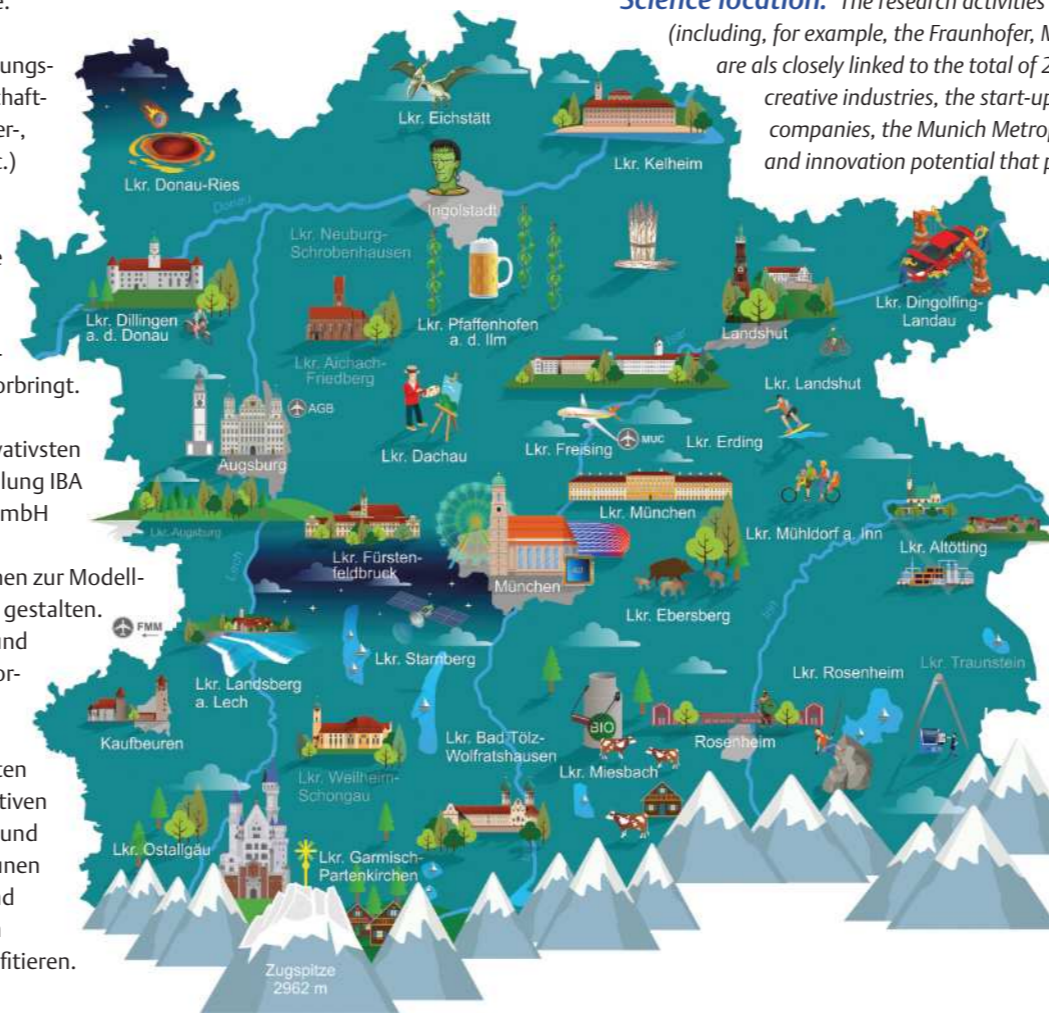 e.
ungs-
haft-
er-,
t.)
e
-
orbringt.
vativsten
lung IBA
mbH
nen zur Modell-
gestalten.
und
or-
ten
tiven
und
unen
nd
n
fitieren.
Science location. The research activities
(including, for example, the Fraunhofer, M
are als closely linked to the total of 2
creative industries, the start-up
companies, the Munich Metrop
and innovation potential that p
Lkr. Eichstätt
Lkr. Kelheim
Lkr. Donau-Ries
Donau
Ingolstadt
Lkr. Neuburg-
Schrobenhausen
Lkr. Dillingen
a. d. Donau
Lkr. Pfaffenhofen
a. d. Ilm
Landshut
Lkr. Dingolfing-
Landau
Isar
Lkr. Aichach-
Friedberg
Lkr. Landshut
AGB
Lkr. Dachau
Lkr. Freising
MUC
Lkr. Erding
Augsburg
Lkr. Augsburg
Lkr. München
Lkr. Mühldorf a. Inn
Lkr. Altötting
Lkr. Fürsten-
feldbruck
München
Lech
Inn
Lkr. Ebersberg
FMM
Lkr. Starnberg
Lkr. Landsberg
a. Lech
Lkr. Rosenheim
Lkr. Traunstein
Kaufbeuren
BIO
Rosenheim
Lkr. Bad Tölz-
Wolfratshausen
Lkr. Miesbach
Lkr. Weilheim-
Schongau
Lkr. Ostallgäu
Lkr. Garmisch-
Partenkirchen
Zugspitze
2962 m